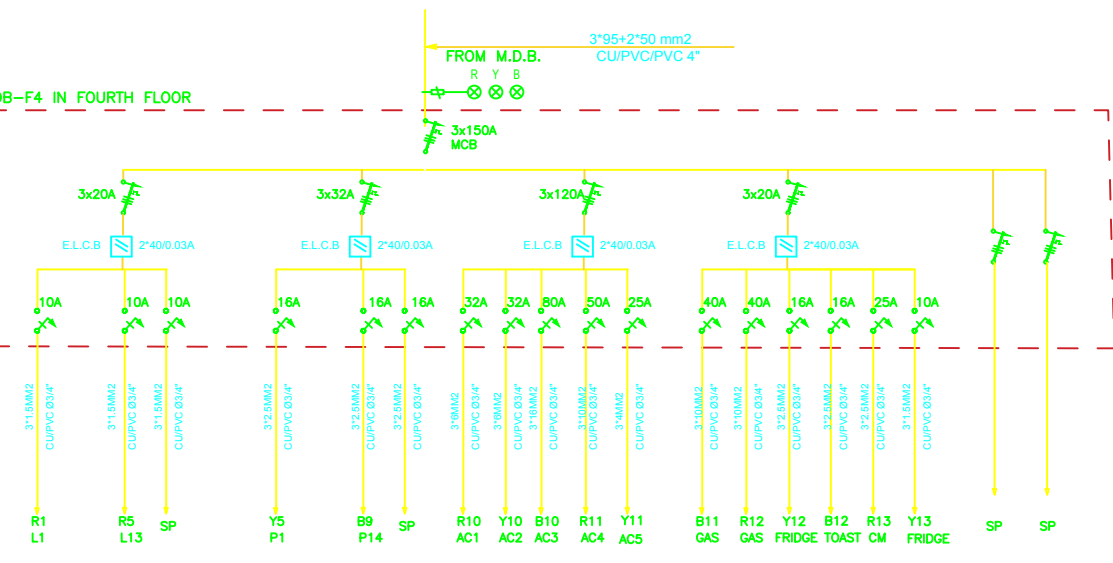 3*95+2*50 mm2
CU/PVC/PVC 4"
FROM M.D.B.
R Y B
DB-F4 IN FOURTH FLOOR
3x150A
MCB
3x20A
3x32A
3x120A
3x20A
E.L.C.B 2*40/0.03A
E.L.C.B 2*40/0.03A
E.L.C.B 2*40/0.03A
E.L.C.B 2*40/0.03A
10A 10A 10A 16A 16A 16A 32A 32A 80A 50A 25A 40A 40A 16A 16A 25A 10A
3*1.5MM2
CU/PVC Ø3/4"
3*1.5MM2
CU/PVC Ø3/4"
3*1.5MM2
CU/PVC Ø3/4"
3*2.5MM2
CU/PVC Ø3/4"
3*2.5MM2
CU/PVC Ø3/4"
3*2.5MM2
CU/PVC Ø3/4"
3*6MM2
CU/PVC Ø3/4"
3*6MM2
CU/PVC Ø3/4"
3*16MM2
CU/PVC Ø3/4"
3*10MM2
CU/PVC Ø3/4"
3*4MM2
CU/PVC Ø3/4"
3*10MM2
CU/PVC Ø3/4"
3*10MM2
CU/PVC Ø3/4"
3*2.5MM2
CU/PVC Ø3/4"
3*2.5MM2
CU/PVC Ø3/4"
3*2.5MM2
CU/PVC Ø3/4"
3*1.5MM2
CU/PVC Ø3/4"
R1
L1
R5
L13
SP
Y5
P1
B9
P14
SP
R10
AC1
Y10
AC2
B10
AC3
R11
AC4
Y11
AC5
B11
GAS
R12
GAS
Y12
FRIDGE
B12
TOAST
R13
CM
Y13
FRIDGE
SP
SP